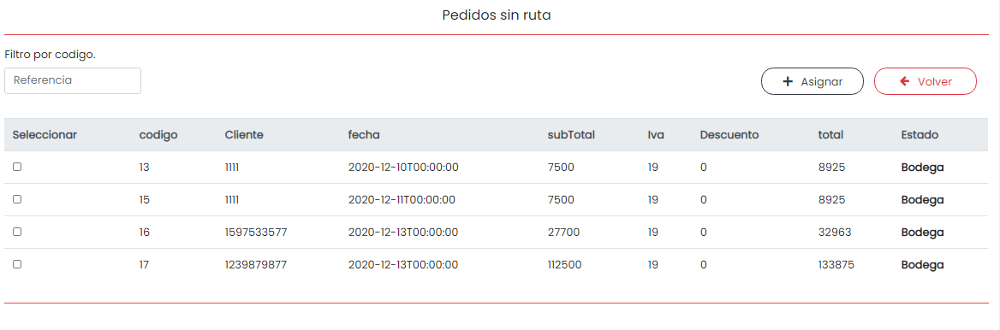 Pedidos sin ruta
Filtro por codigo.
Referencia
Asignar Volver
Seleccionar codigo Cliente fecha subTotal Iva Descuento total Estado
13 1111 2020-12-10T00:00:00 7500 19 0 8925 Bodega
15 1111 2020-12-11T00:00:00 7500 19 0 8925 Bodega
16 1597533577 2020-12-13T00:00:00 27700 19 0 32963 Bodega
17 1239879877 2020-12-13T00:00:00 112500 19 0 133875 Bodega